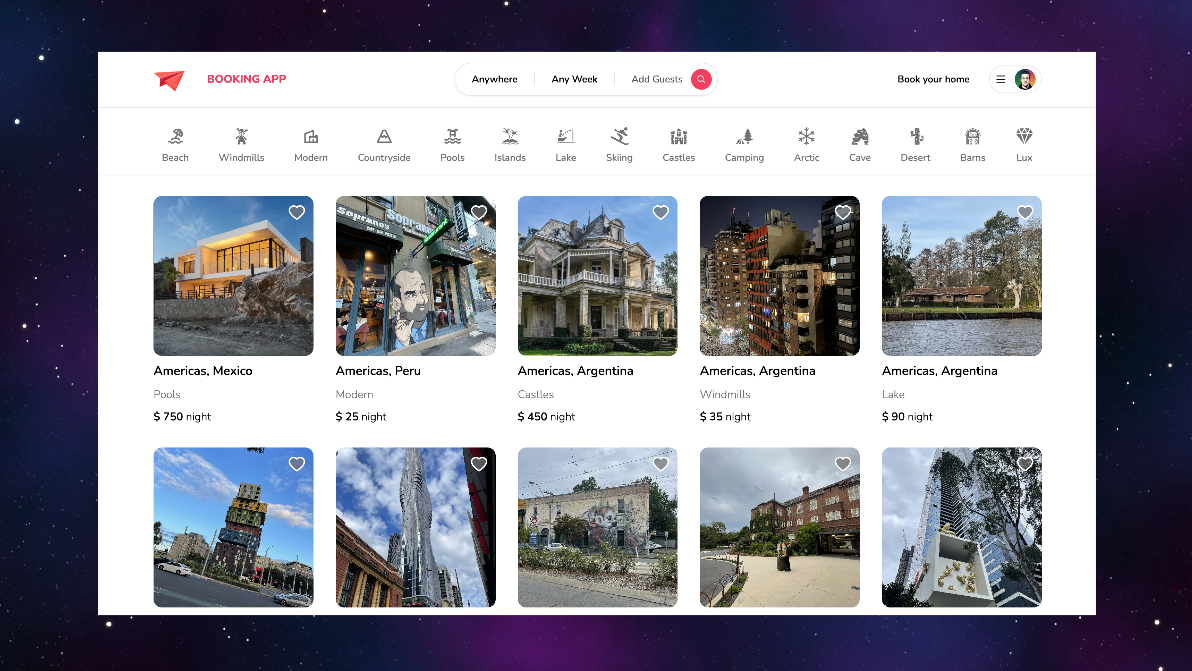 BOOKING APP
Anywhere
Any Week
Add Guests
Book your home
Beach
Windmills
Modern
Countryside
Pools
Islands
Lake
Skiing
Castles
Camping
Arctic
Cave
Desert
Barns
Lux
Soprano's
Soprano
Americas, Mexico
Pools
$ 750 night
Americas, Peru
Modern
$ 25 night
Americas, Argentina
Castles
$ 450 night
Americas, Argentina
Windmills
$ 35 night
Americas, Argentina
Lake
$ 90 night